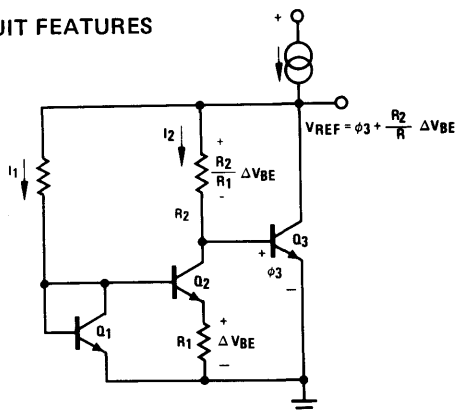 UIT FEATURES
+
VREF = ϕ3 + R2/R ΔVBE
I1
I2
+
R2/R1 ΔVBE
-
R2
Q3
+
ϕ3
−
Q2
Q1
+
R1 ΔVBE
−